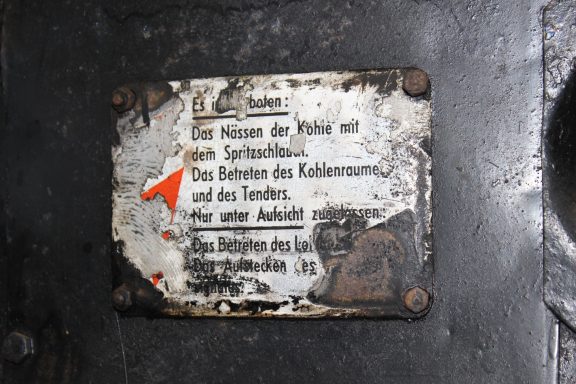 Es ist verboten:
Das Nässen der Kohle mit
dem Spritzschlauch.
Das Betreten des Kohlenraumes
und des Tenders.
Nur unter Aufsicht zugelassen:
Das Betreten des
Das Aufstecken des